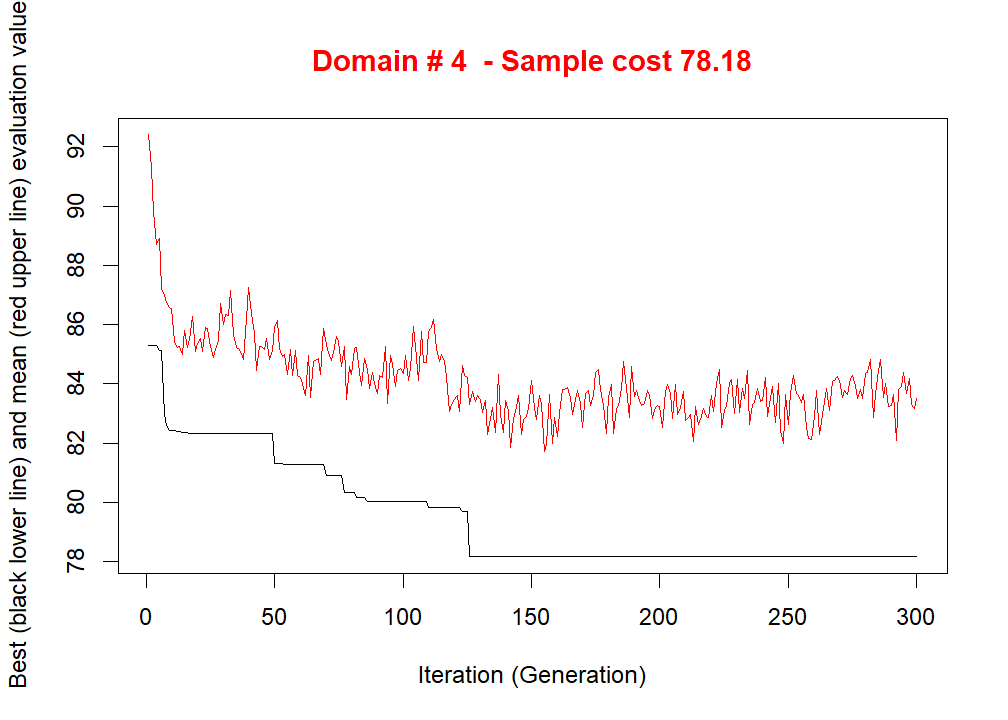 Domain # 4  - Sample cost 78.18
Best (black lower line) and mean (red upper line) evaluation value
92
90
88
86
84
82
80
78
0 50 100 150 200 250 300
Iteration (Generation)